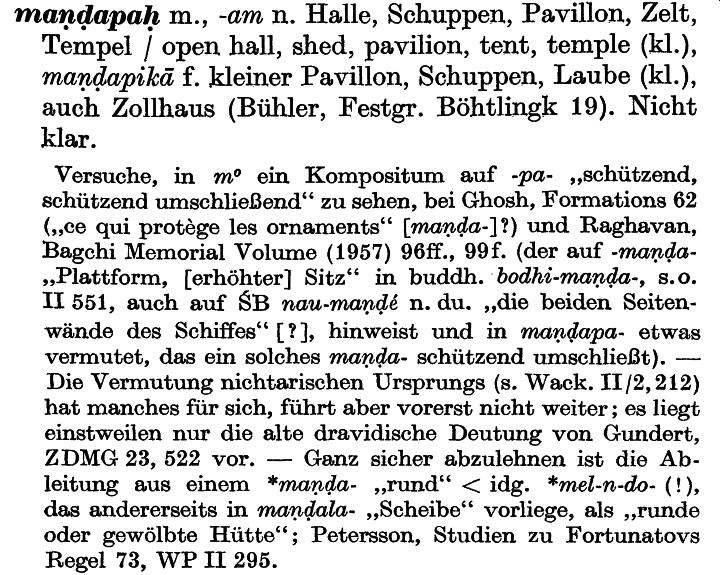 maṇḍapaḥ m., -am n. Halle, Schuppen, Pavillon, Zelt,
Tempel / open hall, shed, pavilion, tent, temple (kl.),
maṇḍapikā f. kleiner Pavillon, Schuppen, Laube (kl.),
auch Zollhaus (Bühler, Festgr. Böhtlingk 19). Nicht
klar.
Versuche, in m° ein Kompositum auf -pa- „schützend,
schützend umschließend“ zu sehen, bei Ghosh, Formations 62
(„ce qui protège les ornaments“ [maṇḍa-]?) und Raghavan,
Bagchi Memorial Volume (1957) 96ff., 99f. (der auf -maṇḍa-
„Plattform, [erhöhter] Sitz“ in buddh. bodhi-maṇḍa-, s.o.
II 551, auch auf ŚB nau-maṇḍé n. du. „die beiden Seiten-
wände des Schiffes“ [?], hinweist und in maṇḍapa- etwas
vermutet, das ein solches maṇḍa- schützend umschließt). —
Die Vermutung nichtarischen Ursprungs (s. Wack. II/2, 212)
hat manches für sich, führt aber vorerst nicht weiter; es liegt
einstweilen nur die alte dravidische Deutung von Gundert,
ZDMG 23, 522 vor. — Ganz sicher abzulehnen ist die Ab-
leitung aus einem *maṇḍa- „rund“ < idg. *mel-n-do- (!),
das andererseits in maṇḍala- „Scheibe“ vorliege, als „runde
oder gewölbte Hütte“; Petersson, Studien zu Fortunatovs
Regel 73, WP II 295.